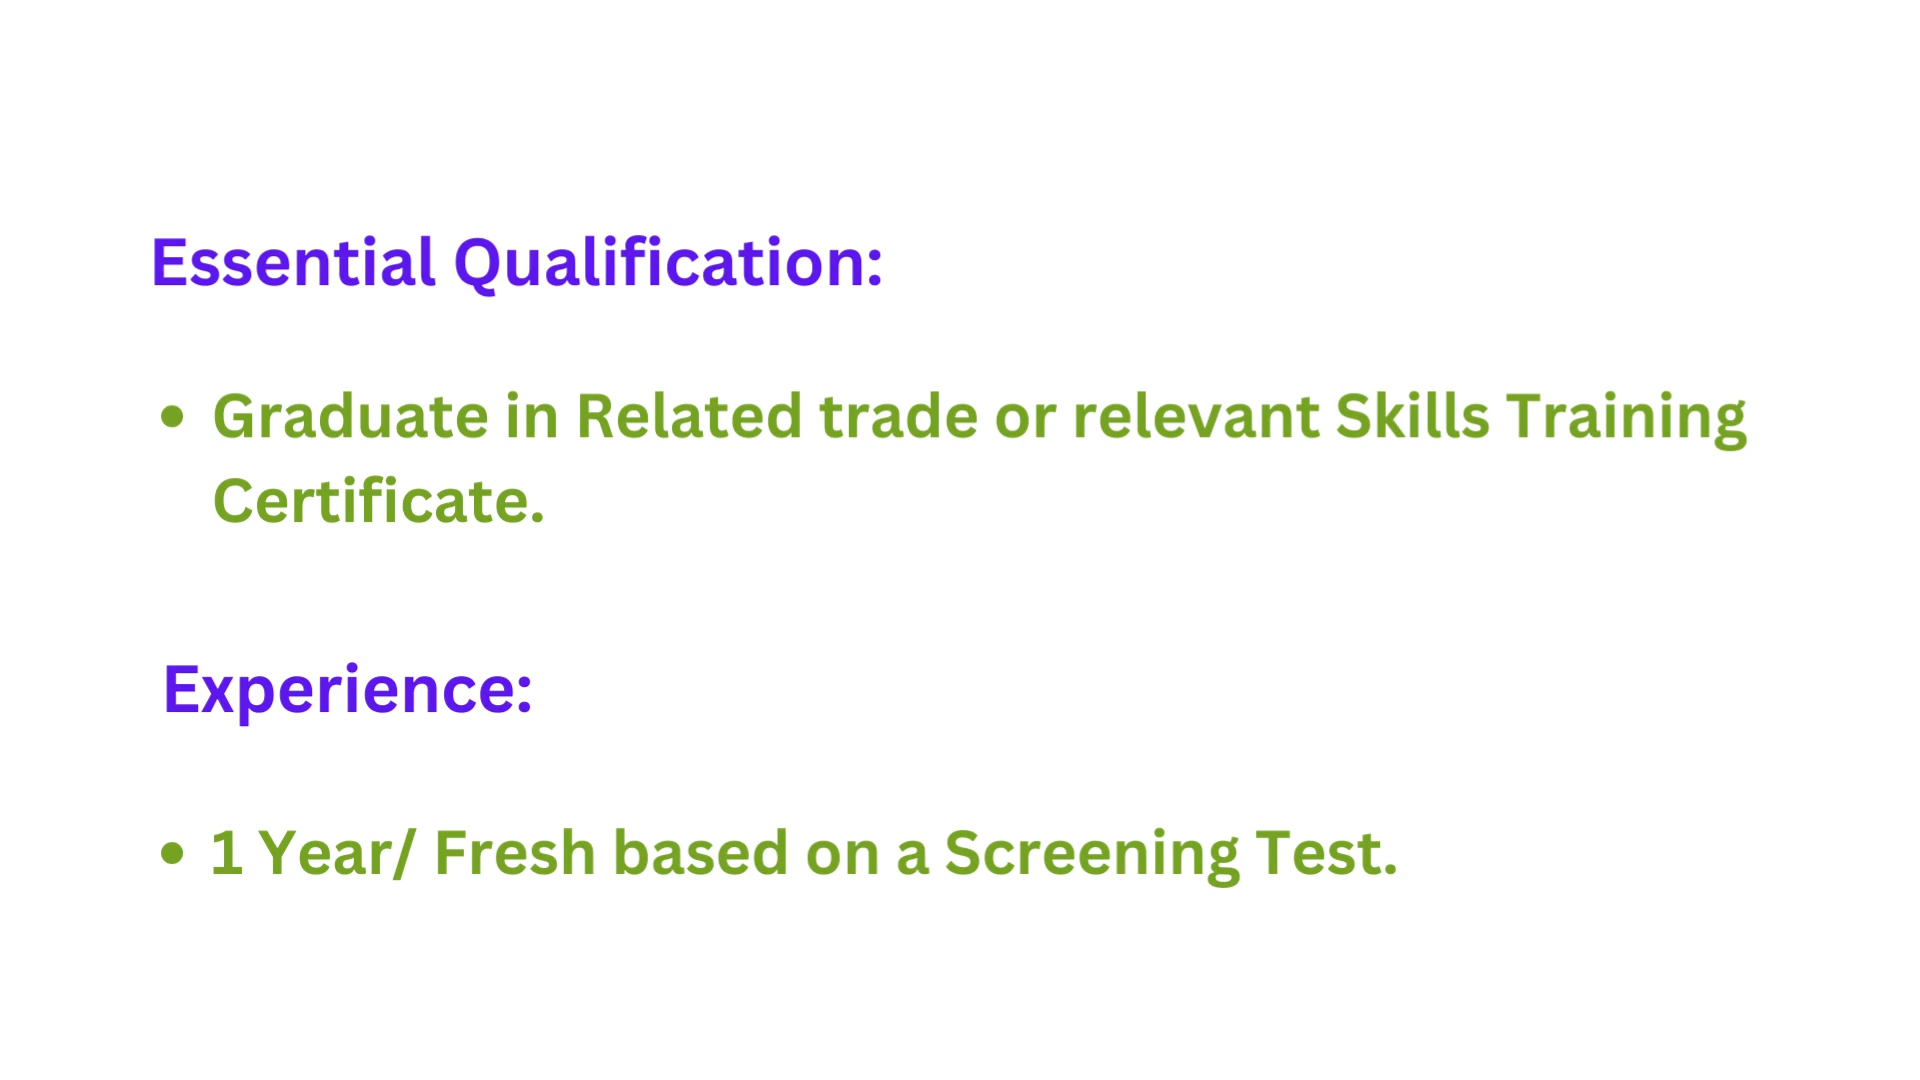 Essential Qualification:
• Graduate in Related trade or relevant Skills Training
Certificate.
Experience:
• 1 Year/ Fresh based on a Screening Test.